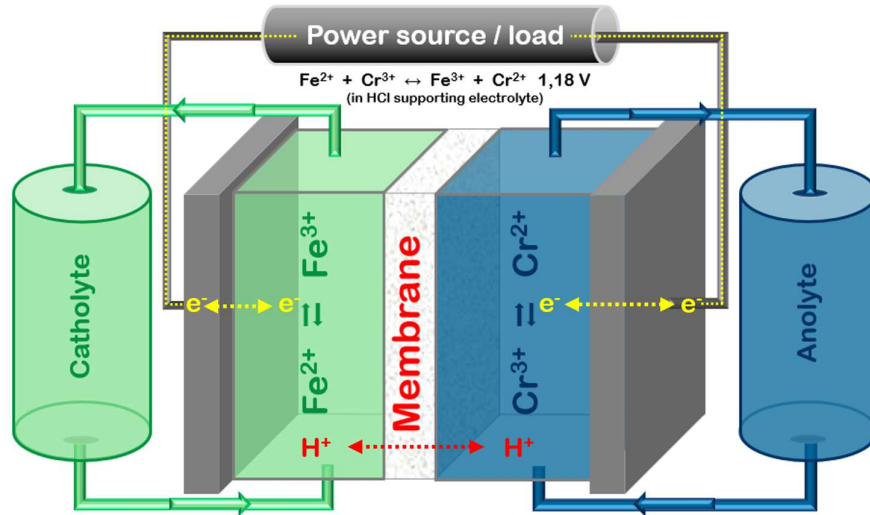 Power source / load
Fe²⁺ + Cr³⁺ ↔ Fe³⁺ + Cr²⁺ 1,18 V
(in HCl supporting electrolyte)
Catholyte
e⁻
e⁻
Fe³⁺
⇅
Fe²⁺
H⁺
Membrane
Cr²⁺
⇅
Cr³⁺
H⁺
e⁻
e⁻
Anolyte